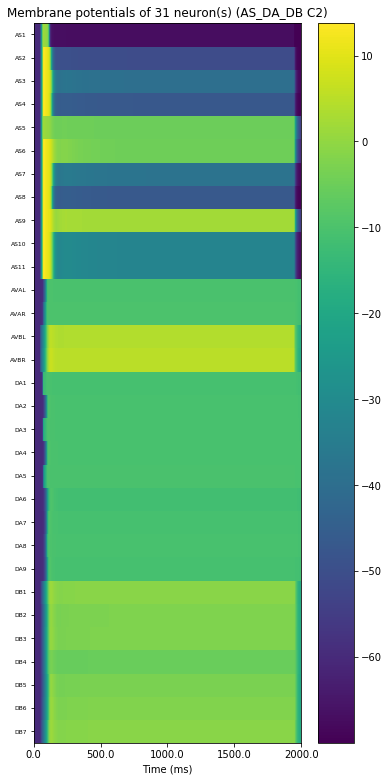 Membrane potentials of 31 neuron(s) (AS_DA_DB C2)
AS1
AS2
AS3
AS4
AS5
AS6
AS7
AS8
AS9
AS10
AS11
AVAL
AVAR
AVBL
AVBR
DA1
DA2
DA3
DA4
DA5
DA6
DA7
DA8
DA9
DB1
DB2
DB3
DB4
DB5
DB6
DB7
0.0 500.0 1000.0 1500.0 2000.0
Time (ms)
10
0
−10
−20
−30
−40
−50
−60